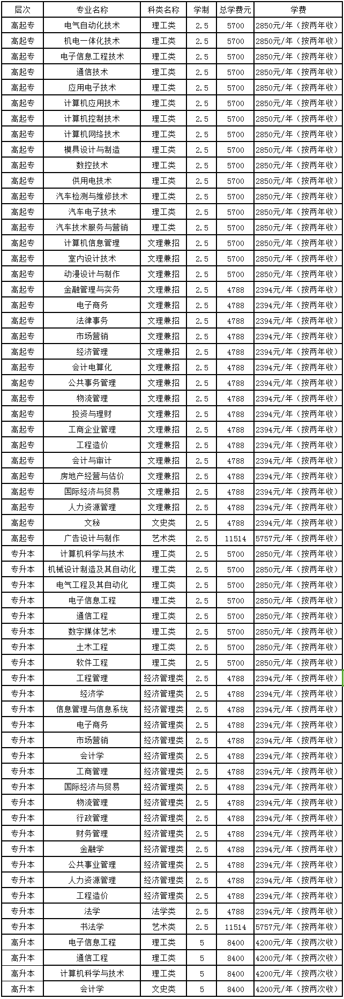 层次 专业名称 科类名称 学制 总学费元 学费
高起专 电气自动化技术 理工类 2.5 5700 2850元/年（按两年收）
高起专 机电一体化技术 理工类 2.5 5700 2850元/年（按两年收）
高起专 电子信息工程技术 理工类 2.5 5700 2850元/年（按两年收）
高起专 通信技术 理工类 2.5 5700 2850元/年（按两年收）
高起专 应用电子技术 理工类 2.5 5700 2850元/年（按两年收）
高起专 计算机应用技术 理工类 2.5 5700 2850元/年（按两年收）
高起专 计算机控制技术 理工类 2.5 5700 2850元/年（按两年收）
高起专 计算机网络技术 理工类 2.5 5700 2850元/年（按两年收）
高起专 模具设计与制造 理工类 2.5 5700 2850元/年（按两年收）
高起专 数控技术 理工类 2.5 5700 2850元/年（按两年收）
高起专 供用电技术 理工类 2.5 5700 2850元/年（按两年收）
高起专 汽车检测与维修技术 理工类 2.5 5700 2850元/年（按两年收）
高起专 汽车电子技术 理工类 2.5 5700 2850元/年（按两年收）
高起专 汽车技术服务与营销 理工类 2.5 5700 2850元/年（按两年收）
高起专 计算机信息管理 文理兼招 2.5 5700 2850元/年（按两年收）
高起专 室内设计技术 文理兼招 2.5 5700 2850元/年（按两年收）
高起专 动漫设计与制作 文理兼招 2.5 5700 2850元/年（按两年收）
高起专 金融管理与实务 文理兼招 2.5 4788 2394元/年（按两年收）
高起专 电子商务 文理兼招 2.5 4788 2394元/年（按两年收）
高起专 法律事务 文理兼招 2.5 4788 2394元/年（按两年收）
高起专 市场营销 文理兼招 2.5 4788 2394元/年（按两年收）
高起专 经济管理 文理兼招 2.5 4788 2394元/年（按两年收）
高起专 会计电算化 文理兼招 2.5 4788 2394元/年（按两年收）
高起专 公共事务管理 文理兼招 2.5 4788 2394元/年（按两年收）
高起专 物流管理 文理兼招 2.5 4788 2394元/年（按两年收）
高起专 投资与理财 文理兼招 2.5 4788 2394元/年（按两年收）
高起专 工商企业管理 文理兼招 2.5 4788 2394元/年（按两年收）
高起专 工程造价 文理兼招 2.5 4788 2394元/年（按两年收）
高起专 会计与审计 文理兼招 2.5 4788 2394元/年（按两年收）
高起专 房地产经营与估价 文理兼招 2.5 4788 2394元/年（按两年收）
高起专 国际经济与贸易 文理兼招 2.5 4788 2394元/年（按两年收）
高起专 人力资源管理 文理兼招 2.5 4788 2394元/年（按两年收）
高起专 文秘 文史类 2.5 4788 2394元/年（按两年收）
高起专 广告设计与制作 艺术类 2.5 11514 5757元/年（按两年收）
专升本 计算机科学与技术 理工类 2.5 5700 2850元/年（按两年收）
专升本 机械设计制造及其自动化 理工类 2.5 5700 2850元/年（按两年收）
专升本 电气工程及其自动化 理工类 2.5 5700 2850元/年（按两年收）
专升本 电子信息工程 理工类 2.5 5700 2850元/年（按两年收）
专升本 通信工程 理工类 2.5 5700 2850元/年（按两年收）
专升本 数字媒体艺术 理工类 2.5 5700 2850元/年（按两年收）
专升本 土木工程 理工类 2.5 5700 2850元/年（按两年收）
专升本 软件工程 理工类 2.5 5700 2850元/年（按两年收）
专升本 工程管理 经济管理类 2.5 4788 2394元/年（按两年收）
专升本 经济学 经济管理类 2.5 4788 2394元/年（按两年收）
专升本 信息管理与信息系统 经济管理类 2.5 4788 2394元/年（按两年收）
专升本 电子商务 经济管理类 2.5 4788 2394元/年（按两年收）
专升本 市场营销 经济管理类 2.5 4788 2394元/年（按两年收）
专升本 会计学 经济管理类 2.5 4788 2394元/年（按两年收）
专升本 工商管理 经济管理类 2.5 4788 2394元/年（按两年收）
专升本 国际经济与贸易 经济管理类 2.5 4788 2394元/年（按两年收）
专升本 物流管理 经济管理类 2.5 4788 2394元/年（按两年收）
专升本 行政管理 经济管理类 2.5 4788 2394元/年（按两年收）
专升本 财务管理 经济管理类 2.5 4788 2394元/年（按两年收）
专升本 金融学 经济管理类 2.5 4788 2394元/年（按两年收）
专升本 公共事业管理 经济管理类 2.5 4788 2394元/年（按两年收）
专升本 人力资源管理 经济管理类 2.5 4788 2394元/年（按两年收）
专升本 工程造价 经济管理类 2.5 4788 2394元/年（按两年收）
专升本 法学 法学类 2.5 4788 2394元/年（按两年收）
专升本 书法学 艺术类 2.5 11514 5757元/年（按两年收）
高升本 电子信息工程 理工类 5 8400 4200元/年（按两次收）
高升本 通信工程 理工类 5 8400 4200元/年（按两次收）
高升本 计算机科学与技术 理工类 5 8400 4200元/年（按两次收）
高升本 会计学 文史类 5 8400 4200元/年（按两次收）